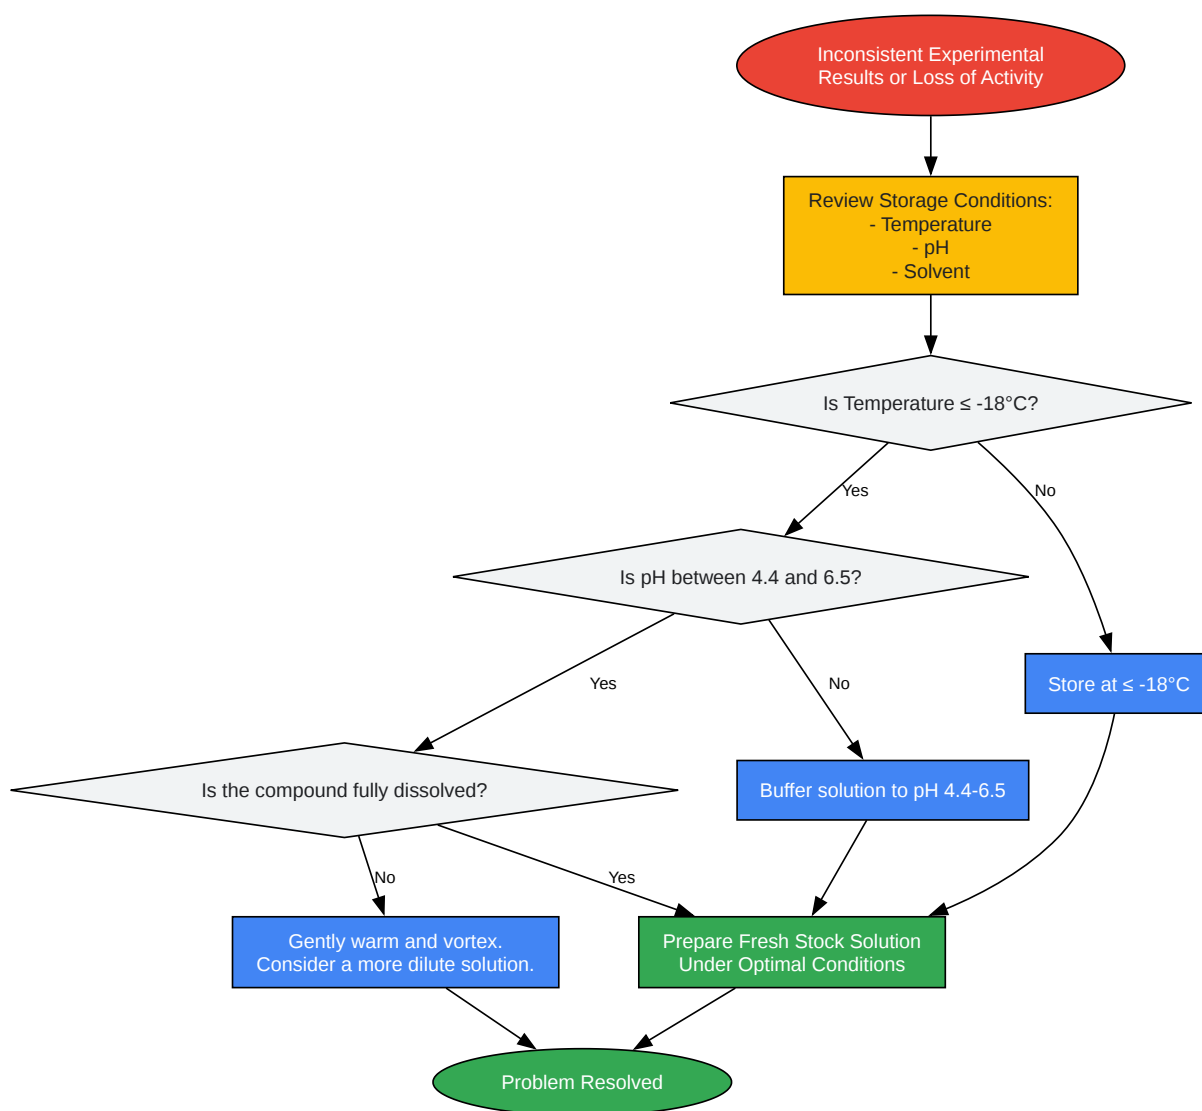 Inconsistent Experimental
Results or Loss of Activity
Review Storage Conditions:
- Temperature
- pH
- Solvent
Is Temperature ≤ -18°C?
Yes
No
Is pH between 4.4 and 6.5?
Yes
No
Store at ≤ -18°C
Is the compound fully dissolved?
Buffer solution to pH 4.4-6.5
No
Yes
Gently warm and vortex.
Consider a more dilute solution.
Prepare Fresh Stock Solution
Under Optimal Conditions
Problem Resolved